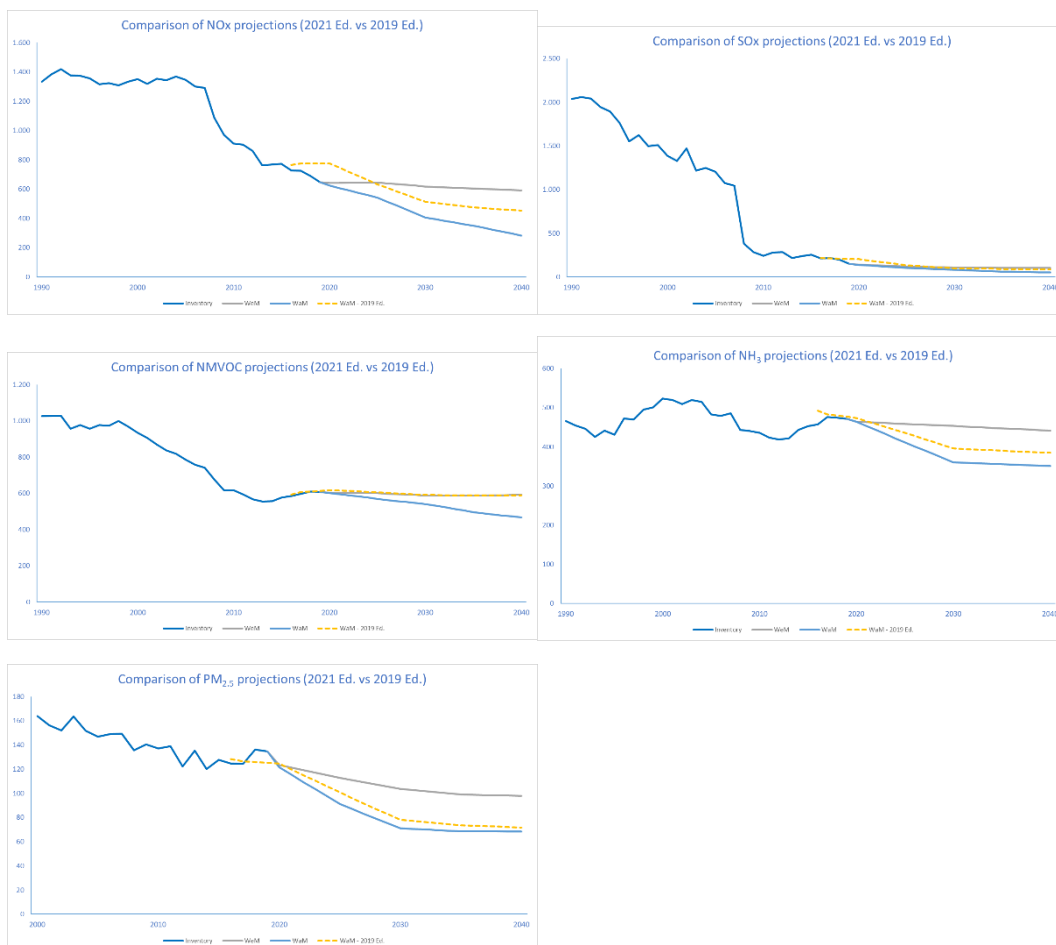 Comparison of NOx projections (2021 Ed. vs 2019 Ed.)
1.600
1.400
1.200
1.000
800
600
400
200
0
1990 2000 2010 2020 2030 2040
Inventory WeM WaM WaM - 2019 Ed.
Comparison of SOx projections (2021 Ed. vs 2019 Ed.)
2.500
2.000
1.500
1.000
500
0
1990 2000 2010 2020 2030 2040
Inventory WeM WaM WaM - 2019 Ed.
Comparison of NMVOC projections (2021 Ed. vs 2019 Ed.)
1.200
1.000
800
600
400
200
0
1990 2000 2010 2020 2030 2040
Inventory WeM WaM WaM - 2019 Ed.
Comparison of NH₃ projections (2021 Ed. vs 2019 Ed.)
600
500
400
300
200
100
0
1990 2000 2010 2020 2030 2040
Inventory WeM WaM WaM - 2019 Ed.
Comparison of PM₂.₅ projections (2021 Ed. vs 2019 Ed.)
180
160
140
120
100
80
60
40
20
0
2000 2010 2020 2030 2040
Inventory WeM WaM WaM - 2019 Ed.